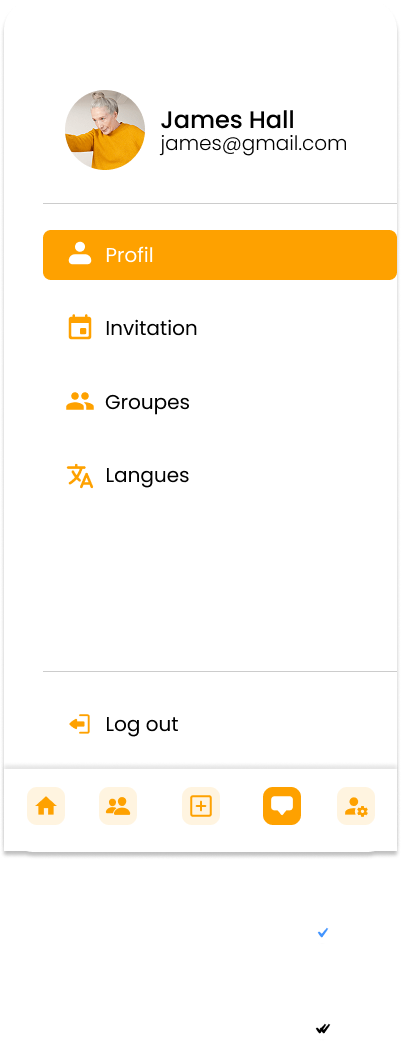 James Hall
james@gmail.com
Profil
Invitation
Groupes
Langues
Log out